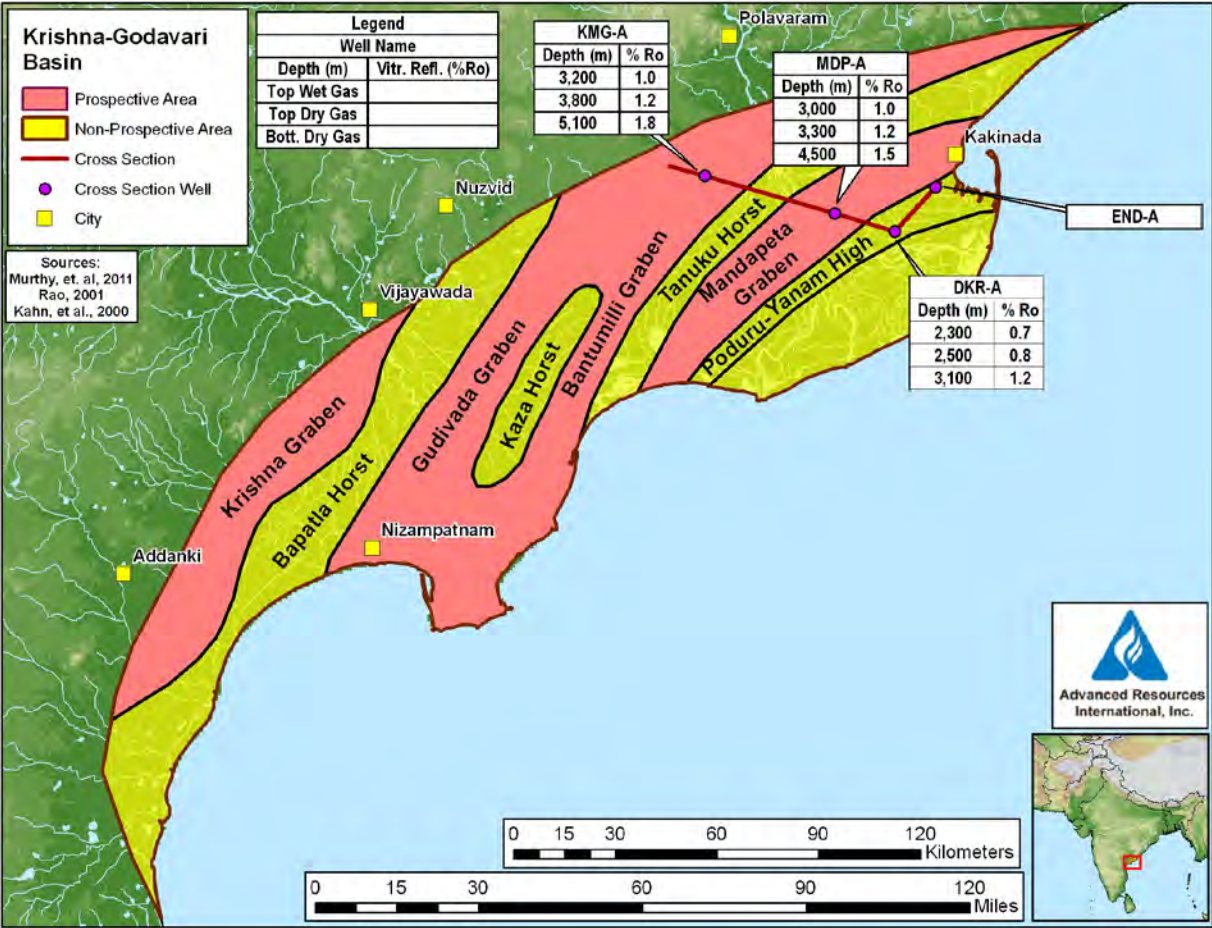 Krishna-Godavari
Basin
Prospective Area
Non-Prospective Area
Cross Section
Cross Section Well
City
Sources:
Murthy, et. al, 2011
Rao, 2001
Kahn, et al., 2000
Legend
Well Name
Depth (m) Vitr. Refl. (%Ro)
Top Wet Gas
Top Dry Gas
Bott. Dry Gas
KMG-A
Depth (m) % Ro
3,200 1.0
3,800 1.2
5,100 1.8
Polavaram
MDP-A
Depth (m) % Ro
3,000 1.0
3,300 1.2
4,500 1.5
Kakinada
END-A
DKR-A
Depth (m) % Ro
2,300 0.7
2,500 0.8
3,100 1.2
Nuzvid
Vijayawada
Tanuku Horst
Mandapeta
Graben
Poduru-Yanam High
Bantumilli Graben
Kaza Horst
Gudivada Graben
Krishna Graben
Bapatla Horst
Nizampatnam
Addanki
Advanced Resources
International, Inc.
0 15 30 60 90 120
Kilometers
0 15 30 60 90 120
Miles